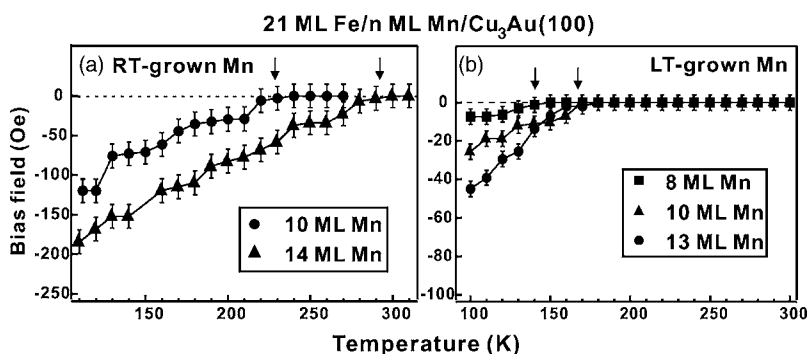 21 ML Fe/n ML Mn/Cu₃Au(100)
(a) RT-grown Mn
(b) LT-grown Mn
Bias field (Oe)
0
-50
-100
-150
-200
-250
10 ML Mn
14 ML Mn
150 200 250 300
0
-20
-40
-60
-80
-100
8 ML Mn
10 ML Mn
13 ML Mn
100 150 200 250 300
Temperature (K)